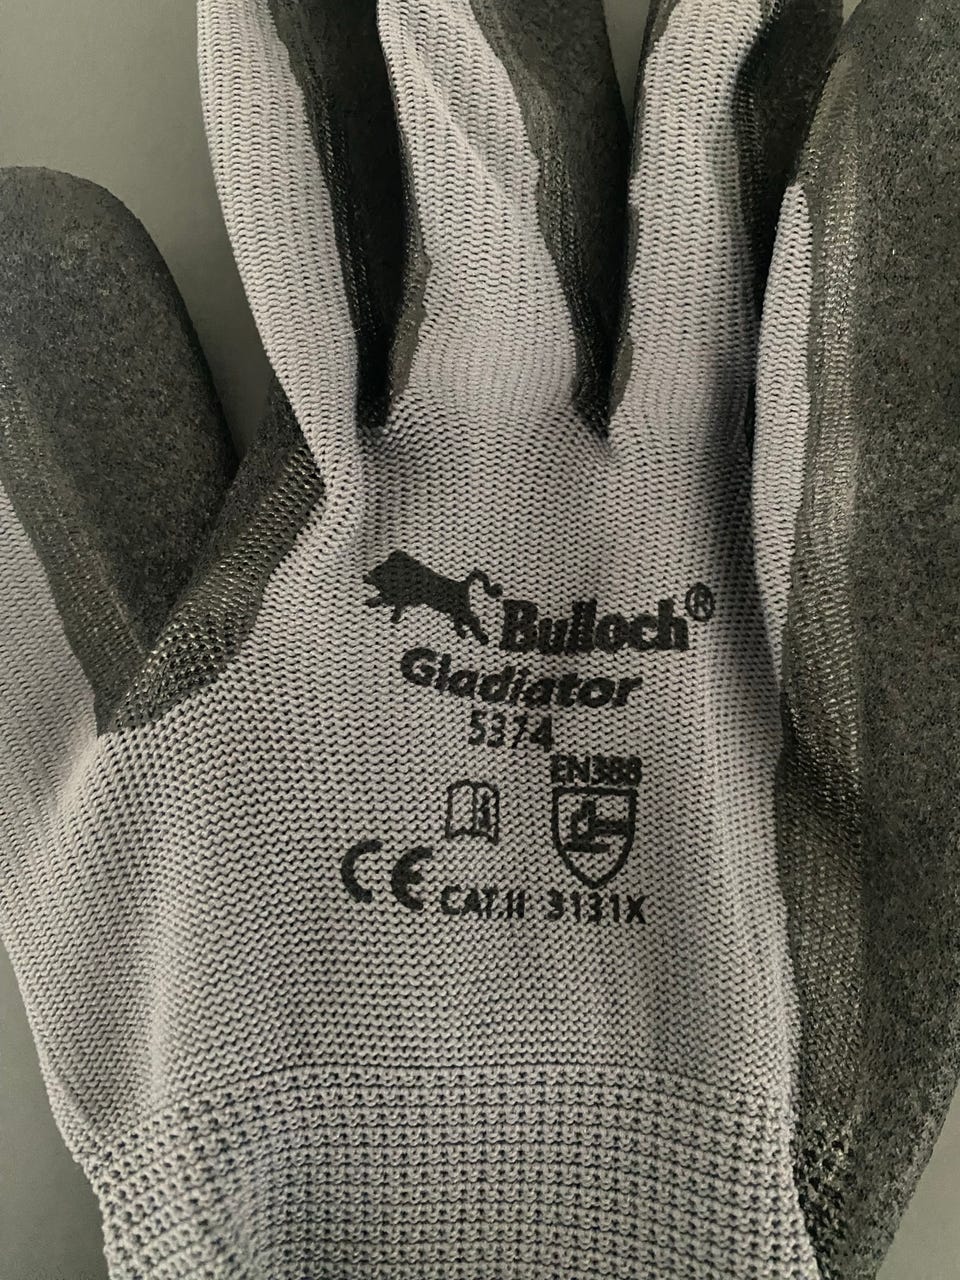 Bulloch®
Gladiator
5374
EN388
CE CAT.II 3131X